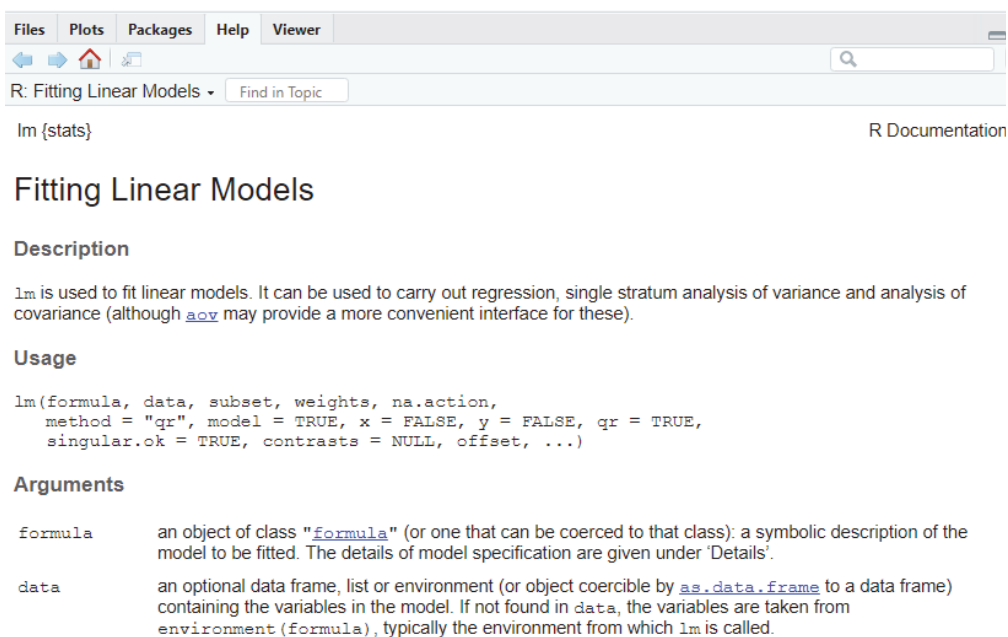 Files Plots Packages Help Viewer
R: Fitting Linear Models Find in Topic
lm {stats} R Documentation
Fitting Linear Models
Description
lm is used to fit linear models. It can be used to carry out regression, single stratum analysis of variance and analysis of
covariance (although aov may provide a more convenient interface for these).
Usage
lm(formula, data, subset, weights, na.action,
method = "qr", model = TRUE, x = FALSE, y = FALSE, qr = TRUE,
singular.ok = TRUE, contrasts = NULL, offset, ...)
Arguments
formula an object of class "formula" (or one that can be coerced to that class): a symbolic description of the
model to be fitted. The details of model specification are given under ‘Details’.
data an optional data frame, list or environment (or object coercible by as.data.frame to a data frame)
containing the variables in the model. If not found in data, the variables are taken from
environment(formula), typically the environment from which lm is called.